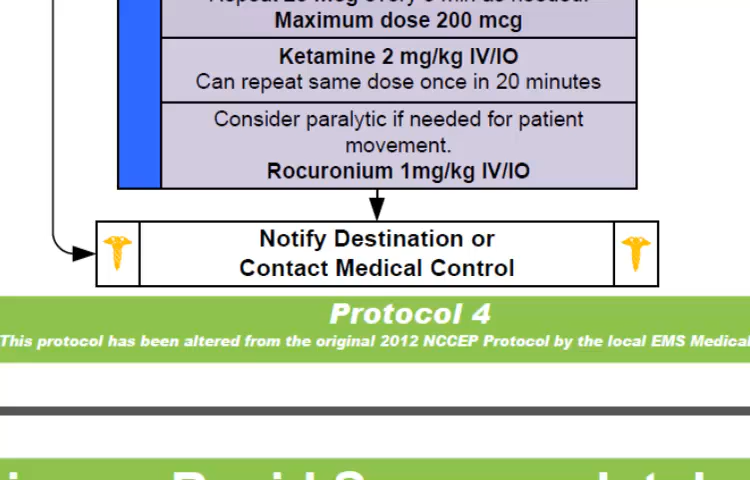 Maximum dose 200 mcg
Ketamine 2 mg/kg IV/IO
Can repeat same dose once in 20 minutes
Consider paralytic if needed for patient
movement.
Rocuronium 1mg/kg IV/IO
Notify Destination or
Contact Medical Control
Protocol 4
This protocol has been altered from the original 2012 NCCEP Protocol by the local EMS Medical